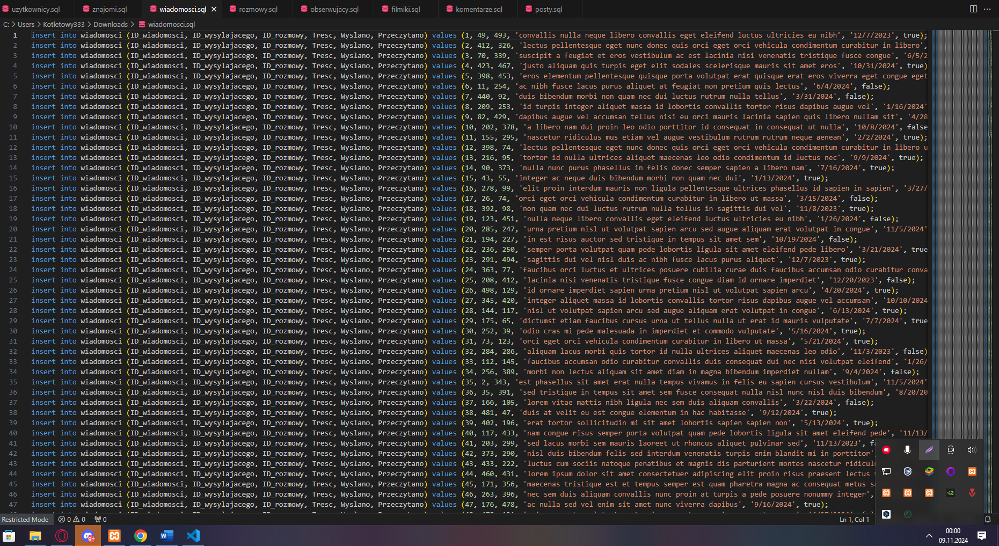 uzytkownicy.sql znajomi.sql wiadomosci.sql rozmowy.sql obserwujacy.sql filmiki.sql komentarze.sql posty.sql
C: > Users > Kotletowy333 > Downloads > wiadomosci.sql
1 insert into wiadomosci (ID_wiadomosci, ID_wysylajacego, ID_rozmowy, Tresc, Wyslano, Przeczytano) values (1, 49, 493, 'convallis nulla neque libero convallis eget eleifend luctus ultricies eu nibh', '12/7/2023', true);
2 insert into wiadomosci (ID_wiadomosci, ID_wysylajacego, ID_rozmowy, Tresc, Wyslano, Przeczytano) values (2, 412, 326, 'lectus pellentesque eget nunc donec quis orci eget orci vehicula condimentum curabitur in libero',
3 insert into wiadomosci (ID_wiadomosci, ID_wysylajacego, ID_rozmowy, Tresc, Wyslano, Przeczytano) values (3, 70, 339, 'suscipit a feugiat et eros vestibulum ac est lacinia nisi venenatis tristique fusce congue', '6/5/2
4 insert into wiadomosci (ID_wiadomosci, ID_wysylajacego, ID_rozmowy, Tresc, Wyslano, Przeczytano) values (4, 423, 467, 'justo aliquam quis turpis eget elit sodales scelerisque mauris sit amet eros', '10/31/2024', true)
5 insert into wiadomosci (ID_wiadomosci, ID_wysylajacego, ID_rozmowy, Tresc, Wyslano, Przeczytano) values (5, 398, 453, 'eros elementum pellentesque quisque porta volutpat erat quisque erat eros viverra eget congue eget
6 insert into wiadomosci (ID_wiadomosci, ID_wysylajacego, ID_rozmowy, Tresc, Wyslano, Przeczytano) values (6, 11, 254, 'ac nibh fusce lacus purus aliquet at feugiat non pretium quis lectus', '6/4/2024', false);
7 insert into wiadomosci (ID_wiadomosci, ID_wysylajacego, ID_rozmowy, Tresc, Wyslano, Przeczytano) values (7, 440, 92, 'duis bibendum morbi non quam nec dui luctus rutrum nulla tellus', '3/31/2024', false);
8 insert into wiadomosci (ID_wiadomosci, ID_wysylajacego, ID_rozmowy, Tresc, Wyslano, Przeczytano) values (8, 209, 253, 'id turpis integer aliquet massa id lobortis convallis tortor risus dapibus augue vel', '1/16/2024'
9 insert into wiadomosci (ID_wiadomosci, ID_wysylajacego, ID_rozmowy, Tresc, Wyslano, Przeczytano) values (9, 82, 429, 'dapibus augue vel accumsan tellus nisi eu orci mauris lacinia sapien quis libero nullam sit', '4/28
10 insert into wiadomosci (ID_wiadomosci, ID_wysylajacego, ID_rozmowy, Tresc, Wyslano, Przeczytano) values (10, 202, 378, 'a libero nam dui proin leo odio porttitor id consequat in consequat ut nulla', '10/8/2024', false
11 insert into wiadomosci (ID_wiadomosci, ID_wysylajacego, ID_rozmowy, Tresc, Wyslano, Przeczytano) values (11, 155, 295, 'nascetur ridiculus mus etiam vel augue vestibulum rutrum rutrum neque aenean', '2/2/2024', true);
12 insert into wiadomosci (ID_wiadomosci, ID_wysylajacego, ID_rozmowy, Tresc, Wyslano, Przeczytano) values (12, 398, 74, 'lectus pellentesque eget nunc donec quis orci eget orci vehicula condimentum curabitur in libero u
13 insert into wiadomosci (ID_wiadomosci, ID_wysylajacego, ID_rozmowy, Tresc, Wyslano, Przeczytano) values (13, 216, 95, 'tortor id nulla ultrices aliquet maecenas leo odio condimentum id luctus nec', '9/9/2024', true);
14 insert into wiadomosci (ID_wiadomosci, ID_wysylajacego, ID_rozmowy, Tresc, Wyslano, Przeczytano) values (14, 90, 373, 'nulla nunc purus phasellus in felis donec semper sapien a libero nam', '7/16/2024', true);
15 insert into wiadomosci (ID_wiadomosci, ID_wysylajacego, ID_rozmowy, Tresc, Wyslano, Przeczytano) values (15, 43, 55, 'integer ac neque duis bibendum morbi non quam nec dui', '1/13/2024', true);
16 insert into wiadomosci (ID_wiadomosci, ID_wysylajacego, ID_rozmowy, Tresc, Wyslano, Przeczytano) values (16, 278, 99, 'elit proin interdum mauris non ligula pellentesque ultrices phasellus id sapien in sapien', '3/27/
17 insert into wiadomosci (ID_wiadomosci, ID_wysylajacego, ID_rozmowy, Tresc, Wyslano, Przeczytano) values (17, 26, 74, 'orci eget orci vehicula condimentum curabitur in libero ut massa', '3/15/2024', false);
18 insert into wiadomosci (ID_wiadomosci, ID_wysylajacego, ID_rozmowy, Tresc, Wyslano, Przeczytano) values (18, 392, 98, 'non quam nec dui luctus rutrum nulla tellus in sagittis dui vel', '11/8/2023', true);
19 insert into wiadomosci (ID_wiadomosci, ID_wysylajacego, ID_rozmowy, Tresc, Wyslano, Przeczytano) values (19, 123, 451, 'nulla neque libero convallis eget eleifend luctus ultricies eu nibh', '1/26/2024', false);
20 insert into wiadomosci (ID_wiadomosci, ID_wysylajacego, ID_rozmowy, Tresc, Wyslano, Przeczytano) values (20, 285, 247, 'urna pretium nisl ut volutpat sapien arcu sed augue aliquam erat volutpat in congue', '11/5/2024'
21 insert into wiadomosci (ID_wiadomosci, ID_wysylajacego, ID_rozmowy, Tresc, Wyslano, Przeczytano) values (21, 194, 227, 'in est risus auctor sed tristique in tempus sit amet sem', '10/19/2024', false);
22 insert into wiadomosci (ID_wiadomosci, ID_wysylajacego, ID_rozmowy, Tresc, Wyslano, Przeczytano) values (22, 236, 250, 'semper porta volutpat quam pede lobortis ligula sit amet eleifend pede libero', '3/21/2024', true
23 insert into wiadomosci (ID_wiadomosci, ID_wysylajacego, ID_rozmowy, Tresc, Wyslano, Przeczytano) values (23, 291, 494, 'sagittis dui vel nisl duis ac nibh fusce lacus purus aliquet', '12/7/2023', true);
24 insert into wiadomosci (ID_wiadomosci, ID_wysylajacego, ID_rozmowy, Tresc, Wyslano, Przeczytano) values (24, 363, 77, 'faucibus orci luctus et ultrices posuere cubilia curae duis faucibus accumsan odio curabitur conva
25 insert into wiadomosci (ID_wiadomosci, ID_wysylajacego, ID_rozmowy, Tresc, Wyslano, Przeczytano) values (25, 208, 412, 'lacinia nisi venenatis tristique fusce congue diam id ornare imperdiet', '12/20/2023', false);
26 insert into wiadomosci (ID_wiadomosci, ID_wysylajacego, ID_rozmowy, Tresc, Wyslano, Przeczytano) values (26, 498, 129, 'id ornare imperdiet sapien urna pretium nisl ut volutpat sapien arcu', '4/20/2024', true);
27 insert into wiadomosci (ID_wiadomosci, ID_wysylajacego, ID_rozmowy, Tresc, Wyslano, Przeczytano) values (27, 345, 420, 'integer aliquet massa id lobortis convallis tortor risus dapibus augue vel accumsan', '10/10/2024
28 insert into wiadomosci (ID_wiadomosci, ID_wysylajacego, ID_rozmowy, Tresc, Wyslano, Przeczytano) values (28, 144, 117, 'nisl ut volutpat sapien arcu sed augue aliquam erat volutpat in congue', '6/13/2024', true);
29 insert into wiadomosci (ID_wiadomosci, ID_wysylajacego, ID_rozmowy, Tresc, Wyslano, Przeczytano) values (29, 175, 65, 'dictumst etiam faucibus cursus urna ut tellus nulla ut erat id mauris vulputate', '7/7/2024', true
30 insert into wiadomosci (ID_wiadomosci, ID_wysylajacego, ID_rozmowy, Tresc, Wyslano, Przeczytano) values (30, 252, 39, 'odio cras mi pede malesuada in imperdiet et commodo vulputate', '5/16/2024', true);
31 insert into wiadomosci (ID_wiadomosci, ID_wysylajacego, ID_rozmowy, Tresc, Wyslano, Przeczytano) values (31, 73, 123, 'orci eget orci vehicula condimentum curabitur in libero ut massa', '5/21/2024', true);
32 insert into wiadomosci (ID_wiadomosci, ID_wysylajacego, ID_rozmowy, Tresc, Wyslano, Przeczytano) values (32, 284, 286, 'aliquam lacus morbi quis tortor id nulla ultrices aliquet maecenas leo odio', '11/3/2023', false)
33 insert into wiadomosci (ID_wiadomosci, ID_wysylajacego, ID_rozmowy, Tresc, Wyslano, Przeczytano) values (33, 112, 145, 'faucibus accumsan odio curabitur convallis duis consequat dui nec nisi volutpat eleifend', '1/26/
34 insert into wiadomosci (ID_wiadomosci, ID_wysylajacego, ID_rozmowy, Tresc, Wyslano, Przeczytano) values (34, 256, 389, 'morbi non lectus aliquam sit amet diam in magna bibendum imperdiet nullam', '9/4/2024', false);
35 insert into wiadomosci (ID_wiadomosci, ID_wysylajacego, ID_rozmowy, Tresc, Wyslano, Przeczytano) values (35, 2, 343, 'est phasellus sit amet erat nulla tempus vivamus in felis eu sapien cursus vestibulum', '11/5/2024'
36 insert into wiadomosci (ID_wiadomosci, ID_wysylajacego, ID_rozmowy, Tresc, Wyslano, Przeczytano) values (36, 35, 391, 'sed tristique in tempus sit amet sem fusce consequat nulla nisl nunc nisl duis bibendum', '8/20/20
37 insert into wiadomosci (ID_wiadomosci, ID_wysylajacego, ID_rozmowy, Tresc, Wyslano, Przeczytano) values (37, 166, 105, 'lorem vitae mattis nibh ligula nec sem duis aliquam convallis', '3/22/2024', false);
38 insert into wiadomosci (ID_wiadomosci, ID_wysylajacego, ID_rozmowy, Tresc, Wyslano, Przeczytano) values (38, 481, 47, 'duis at velit eu est congue elementum in hac habitasse', '9/12/2024', true);
39 insert into wiadomosci (ID_wiadomosci, ID_wysylajacego, ID_rozmowy, Tresc, Wyslano, Przeczytano) values (39, 402, 196, 'erat tortor sollicitudin mi sit amet lobortis sapien sapien non', '5/13/2024', true);
40 insert into wiadomosci (ID_wiadomosci, ID_wysylajacego, ID_rozmowy, Tresc, Wyslano, Przeczytano) values (40, 117, 433, 'nam congue risus semper porta volutpat quam pede lobortis ligula sit amet eleifend pede', '11/13/
41 insert into wiadomosci (ID_wiadomosci, ID_wysylajacego, ID_rozmowy, Tresc, Wyslano, Przeczytano) values (41, 203, 299, 'sed lacus morbi sem mauris laoreet ut rhoncus aliquet pulvinar sed', '11/13/2023', fa
42 insert into wiadomosci (ID_wiadomosci, ID_wysylajacego, ID_rozmowy, Tresc, Wyslano, Przeczytano) values (42, 373, 290, 'nisl duis bibendum felis sed interdum venenatis turpis enim blandit mi in porttitor'
43 insert into wiadomosci (ID_wiadomosci, ID_wysylajacego, ID_rozmowy, Tresc, Wyslano, Przeczytano) values (43, 433, 222, 'luctus cum sociis natoque penatibus et magnis dis parturient montes nascetur ridicul
44 insert into wiadomosci (ID_wiadomosci, ID_wysylajacego, ID_rozmowy, Tresc, Wyslano, Przeczytano) values (44, 460, 431, 'lorem ipsum dolor sit amet consectetuer adipiscing elit proin risus praesent lectus
45 insert into wiadomosci (ID_wiadomosci, ID_wysylajacego, ID_rozmowy, Tresc, Wyslano, Przeczytano) values (45, 171, 356, 'maecenas tristique est et tempus semper est quam pharetra magna ac consequat metus sa
46 insert into wiadomosci (ID_wiadomosci, ID_wysylajacego, ID_rozmowy, Tresc, Wyslano, Przeczytano) values (46, 263, 396, 'nec sem duis aliquam convallis nunc proin at turpis a pede posuere nonummy integer',
47 insert into wiadomosci (ID_wiadomosci, ID_wysylajacego, ID_rozmowy, Tresc, Wyslano, Przeczytano) values (47, 176, 478, 'ac nulla sed vel enim sit amet nunc viverra dapibus', '9/16/2024', true);
Restricted Mode 0 0 0 Ln 1, Col 1
9+
00:00
09.11.2024